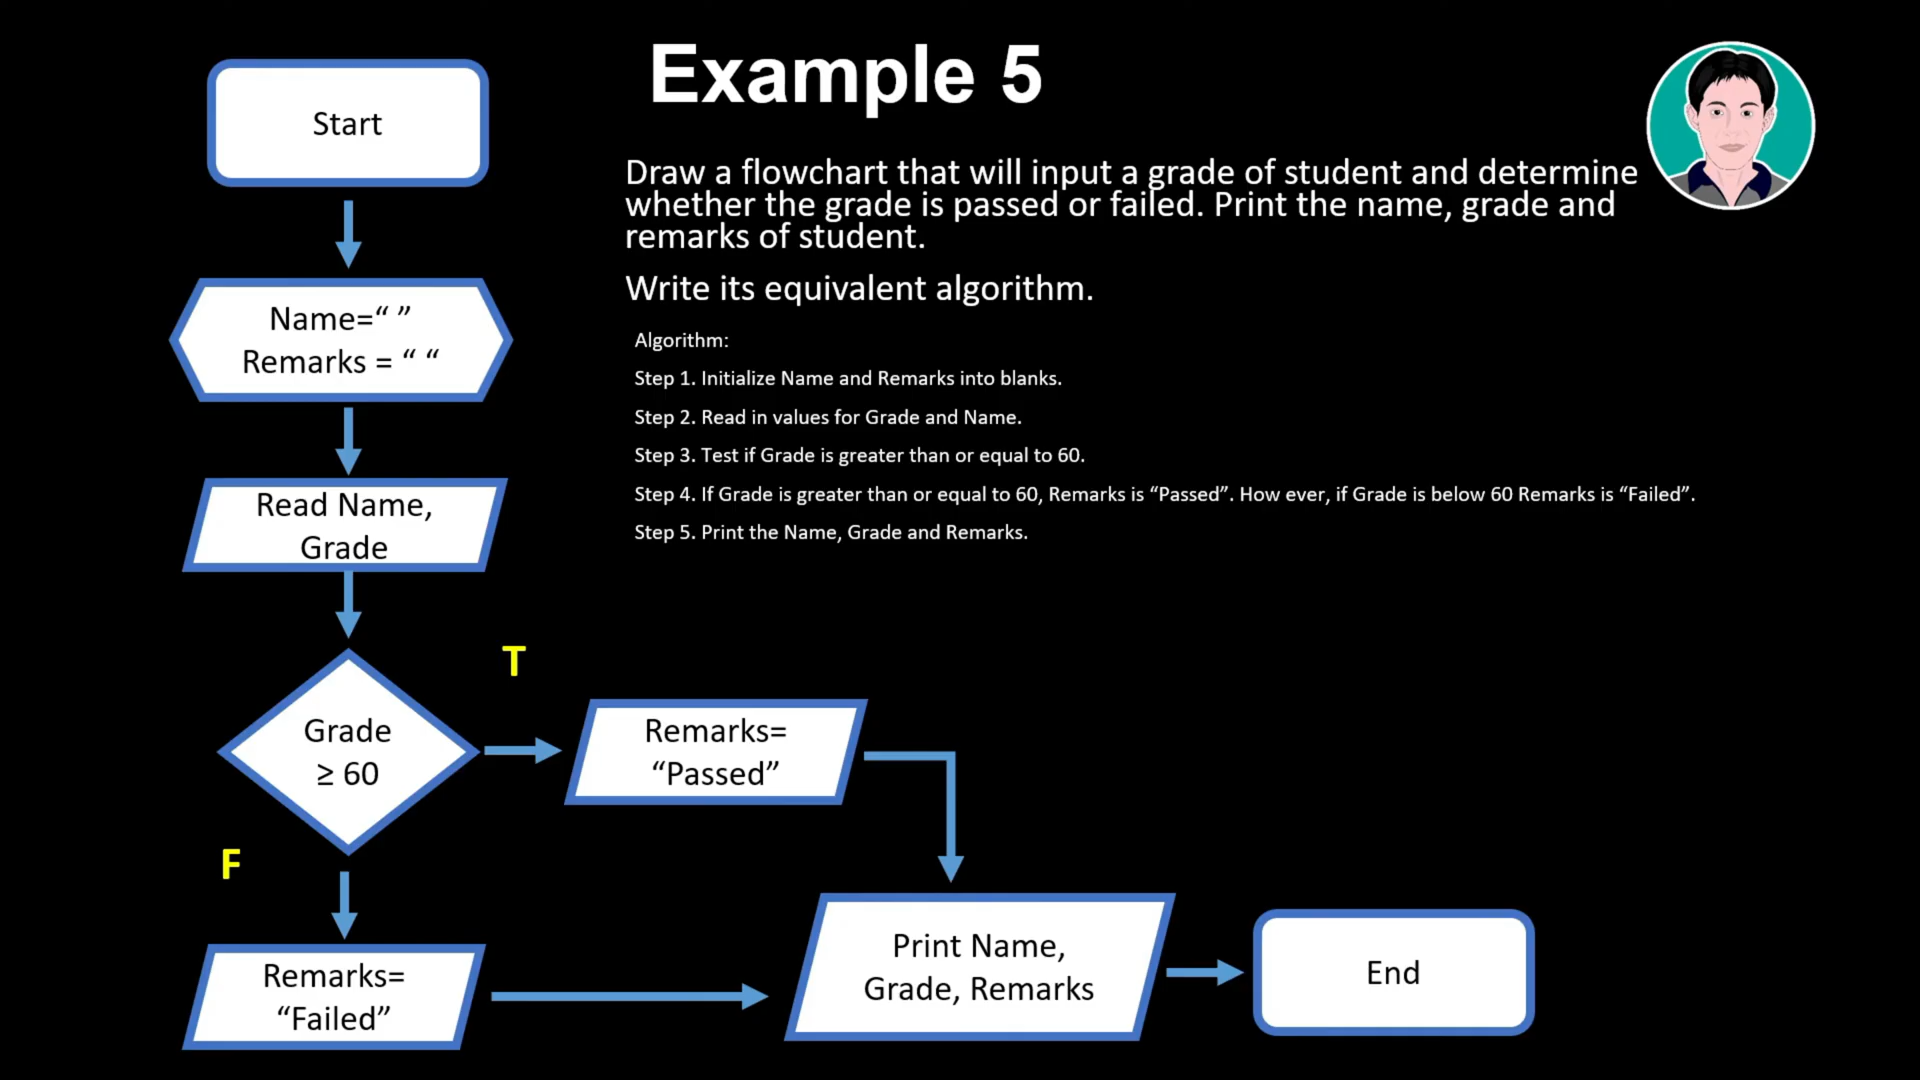 Example 5
Draw a flowchart that will input a grade of student and determine
whether the grade is passed or failed. Print the name, grade and
remarks of student.
Write its equivalent algorithm.
Algorithm:
Step 1. Initialize Name and Remarks into blanks.
Step 2. Read in values for Grade and Name.
Step 3. Test if Grade is greater than or equal to 60.
Step 4. If Grade is greater than or equal to 60, Remarks is “Passed”. How ever, if Grade is below 60 Remarks is “Failed”.
Step 5. Print the Name, Grade and Remarks.
Start
Name=“ ”
Remarks = “ “
Read Name,
Grade
Grade
≥ 60
T
Remarks=
“Passed”
F
Remarks=
“Failed”
Print Name,
Grade, Remarks
End